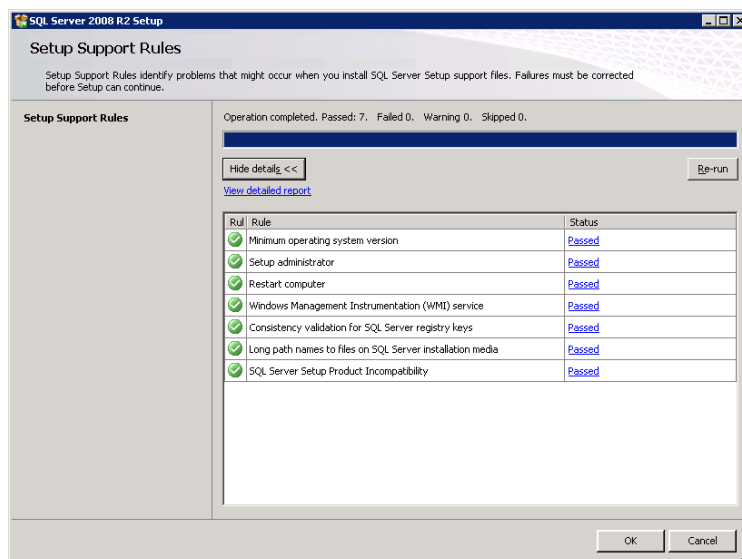 SQL Server 2008 R2 Setup
Setup Support Rules
Setup Support Rules identify problems that might occur when you install SQL Server Setup support files. Failures must be corrected
before Setup can continue.
Setup Support Rules
Operation completed. Passed: 7. Failed 0. Warning 0. Skipped 0.
Hide details <<
Re-run
View detailed report
Rul Rule Status
Minimum operating system version Passed
Setup administrator Passed
Restart computer Passed
Windows Management Instrumentation (WMI) service Passed
Consistency validation for SQL Server registry keys Passed
Long path names to files on SQL Server installation media Passed
SQL Server Setup Product Incompatibility Passed
OK Cancel